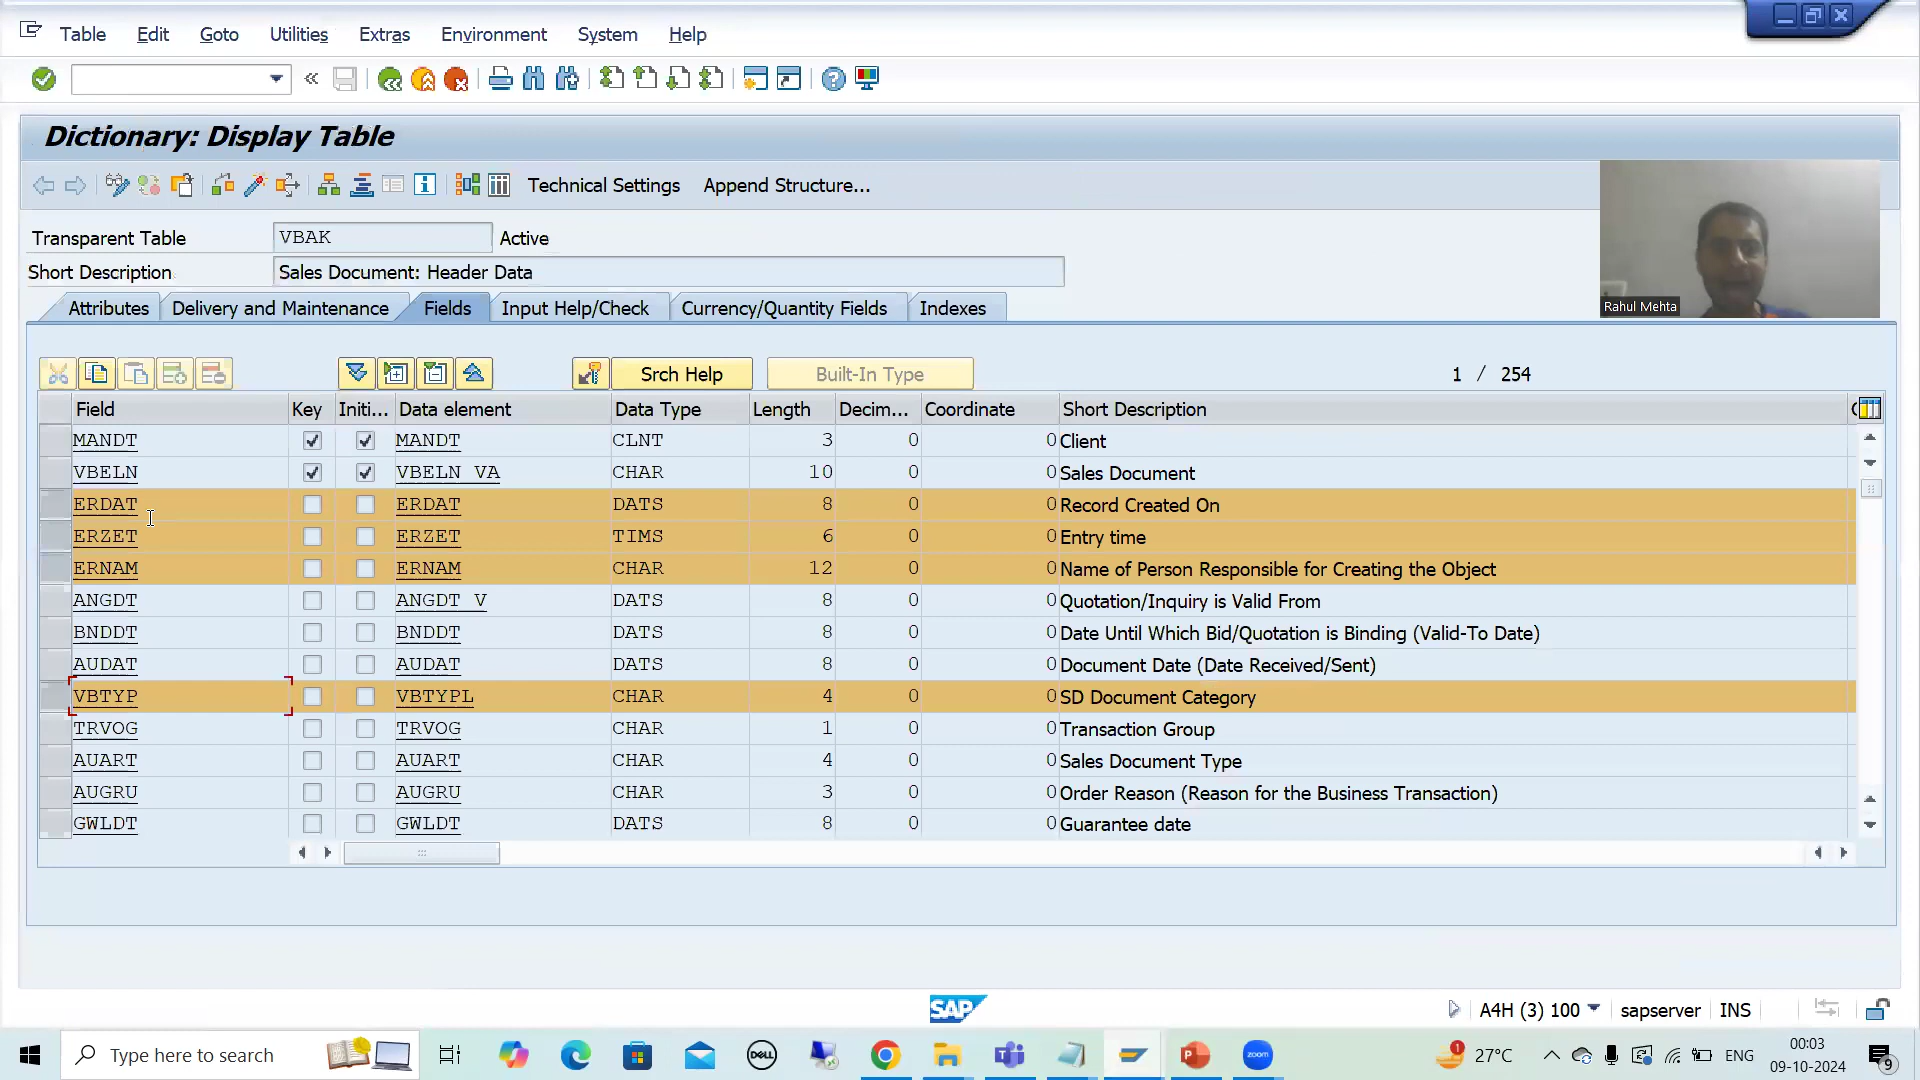 Table Edit Goto Utilities Extras Environment System Help
Dictionary: Display Table
Technical Settings Append Structure...
Transparent Table VBAK Active
Short Description Sales Document: Header Data
Rahul Mehta
Attributes Delivery and Maintenance Fields Input Help/Check Currency/Quantity Fields Indexes
Srch Help Built-In Type 1 / 254
Field Key Initi... Data element Data Type Length Decim... Coordinate Short Description
MANDT MANDT CLNT 3 0 0 Client
VBELN VBELN_VA CHAR 10 0 0 Sales Document
ERDAT ERDAT DATS 8 0 0 Record Created On
ERZET ERZET TIMS 6 0 0 Entry time
ERNAM ERNAM CHAR 12 0 0 Name of Person Responsible for Creating the Object
ANGDT ANGDT_V DATS 8 0 0 Quotation/Inquiry is Valid From
BNDDT BNDDT DATS 8 0 0 Date Until Which Bid/Quotation is Binding (Valid-To Date)
AUDAT AUDAT DATS 8 0 0 Document Date (Date Received/Sent)
VBTYP VBTYPL CHAR 4 0 0 SD Document Category
TRVOG TRVOG CHAR 1 0 0 Transaction Group
AUART AUART CHAR 4 0 0 Sales Document Type
AUGRU AUGRU CHAR 3 0 0 Order Reason (Reason for the Business Transaction)
GWLDT GWLDT DATS 8 0 0 Guarantee date
SAP
A4H (3) 100 sapserver INS
Type here to search
DELL
zoom
1
27°C
ENG
00:03
09-10-2024
9